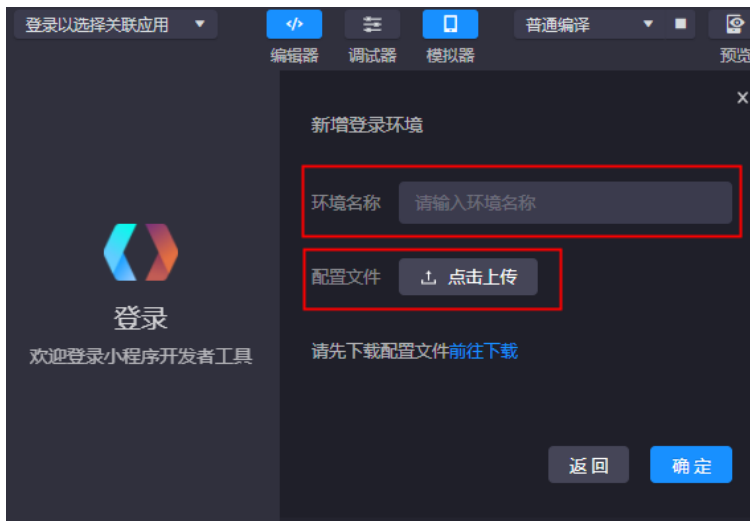 登录以选择关联应用
普通编译
编辑器 调试器 模拟器 预览
新增登录环境
环境名称 请输入环境名称
配置文件 点击上传
登录
欢迎登录小程序开发者工具
请先下载配置文件前往下载
返回 确定